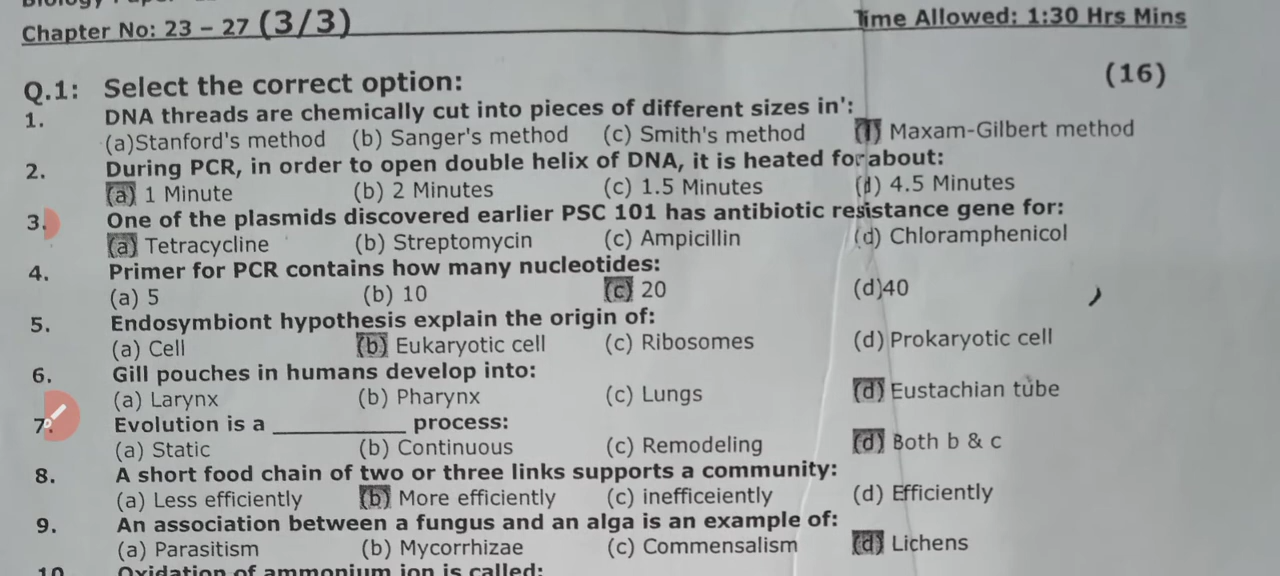 Chapter No: 23 – 27 (3/3) Time Allowed: 1:30 Hrs Mins
Q.1: Select the correct option: (16)
1. DNA threads are chemically cut into pieces of different sizes in':
(a)Stanford's method (b) Sanger's method (c) Smith's method Maxam-Gilbert method
2. During PCR, in order to open double helix of DNA, it is heated for about:
(a) 1 Minute (b) 2 Minutes (c) 1.5 Minutes (d) 4.5 Minutes
3. One of the plasmids discovered earlier PSC 101 has antibiotic resistance gene for:
(a) Tetracycline (b) Streptomycin (c) Ampicillin (d) Chloramphenicol
4. Primer for PCR contains how many nucleotides:
(a) 5 (b) 10 (c) 20 (d)40
5. Endosymbiont hypothesis explain the origin of:
(a) Cell (b) Eukaryotic cell (c) Ribosomes (d) Prokaryotic cell
6. Gill pouches in humans develop into:
(a) Larynx (b) Pharynx (c) Lungs (d) Eustachian tube
7. Evolution is a __________ process:
(a) Static (b) Continuous (c) Remodeling (d) Both b & c
8. A short food chain of two or three links supports a community:
(a) Less efficiently (b) More efficiently (c) inefficeiently (d) Efficiently
9. An association between a fungus and an alga is an example of:
(a) Parasitism (b) Mycorrhizae (c) Commensalism (d) Lichens
10. Oxidation of ammonium ion is called: